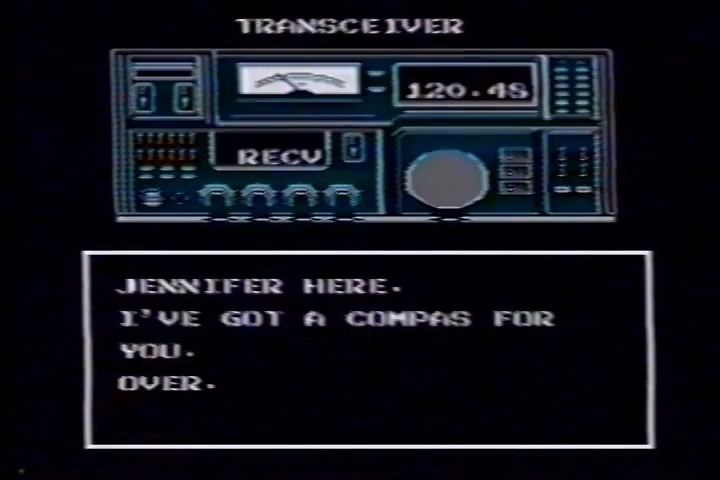 TRANSCEIVER
120.48
RECV
JENNIFER HERE.
I'VE GOT A COMPAS FOR
YOU.
OVER.